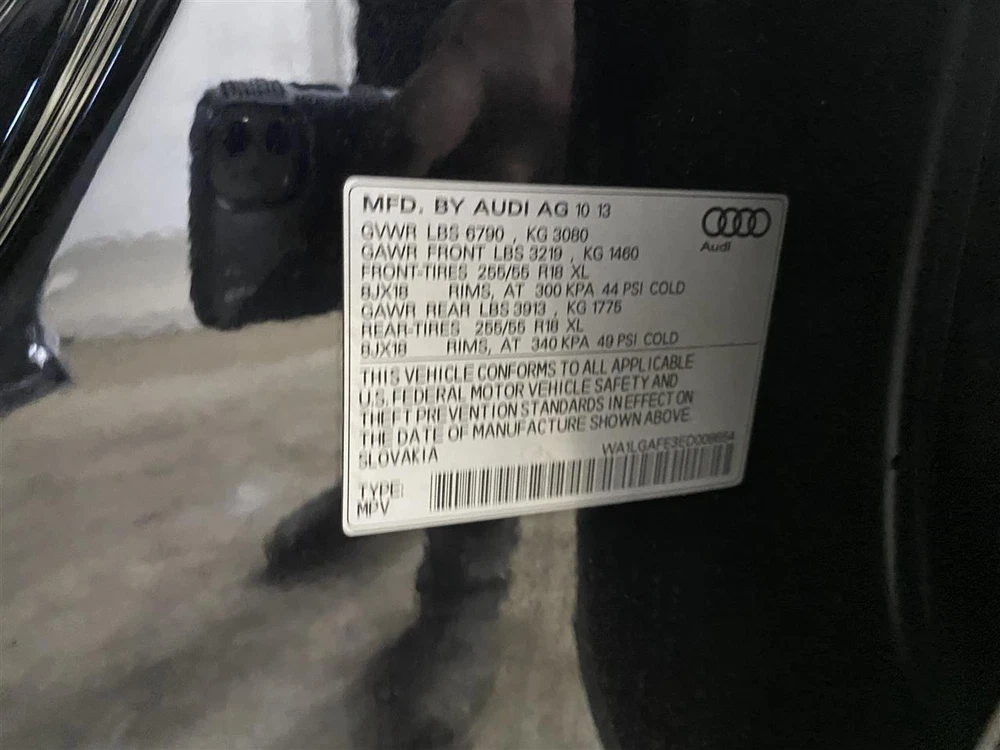 MFD. BY AUDI AG 10 13
Audi
GVWR LBS 6790 , KG 3080
GAWR FRONT LBS 3219 , KG 1460
FRONT-TIRES 255/55 R18 XL
8JX18 RIMS, AT 300 KPA 44 PSI COLD
GAWR REAR LBS 3913 , KG 1775
REAR-TIRES 255/55 R18 XL
8JX18 RIMS, AT 340 KPA 49 PSI COLD
THIS VEHICLE CONFORMS TO ALL APPLICABLE
U.S. FEDERAL MOTOR VEHICLE SAFETY AND
THEFT PREVENTION STANDARDS IN EFFECT ON
THE DATE OF MANUFACTURE SHOWN ABOVE.
SLOVAKIA
TYPE:
MPV